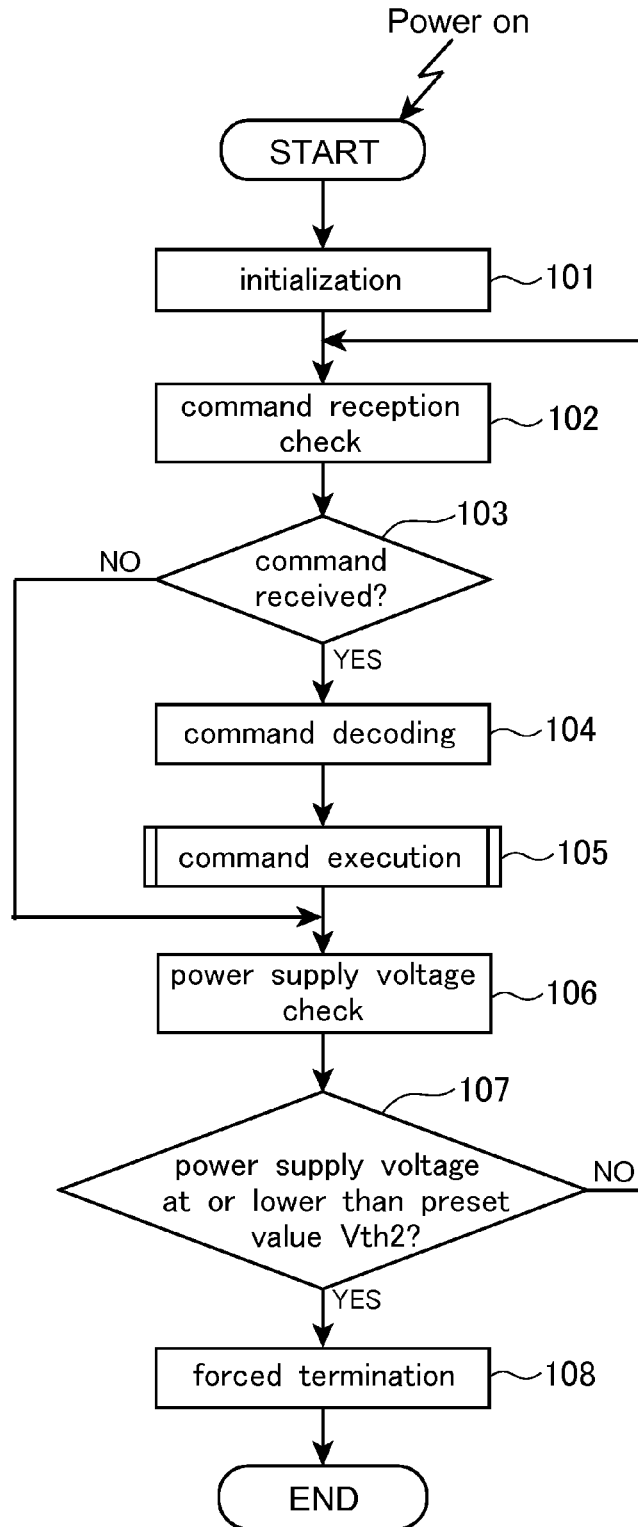 Power on
START
initialization
101
command reception
check
102
103
command
received?
NO
YES
command decoding
104
command execution
105
power supply voltage
check
106
107
power supply voltage
at or lower than preset
value Vth2?
NO
YES
forced termination
108
END